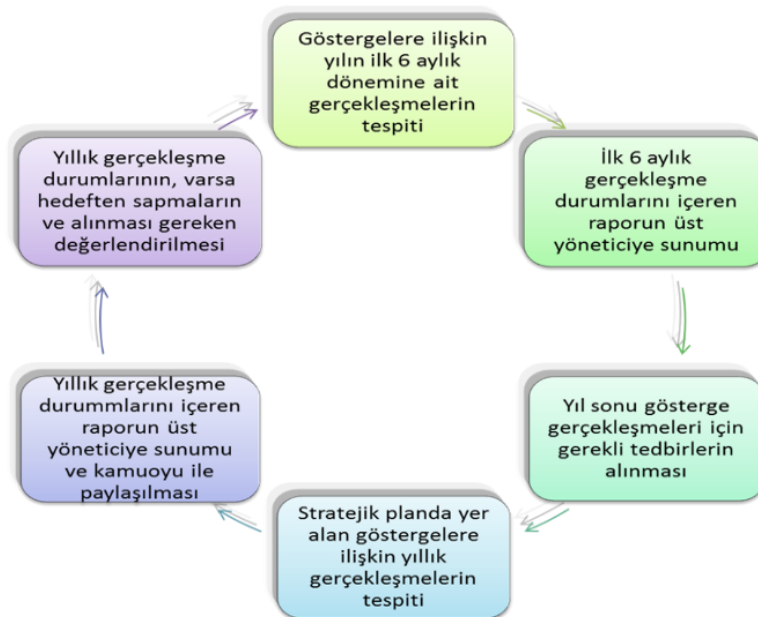 Göstergelere ilişkin
yılın ilk 6 aylık
dönemine ait
gerçekleşmelerin
tespiti
İlk 6 aylık
gerçekleşme
durumlarını içeren
raporun üst
yöneticiye sunumu
Yıl sonu gösterge
gerçekleşmeleri için
gerekli tedbirlerin
alınması
Stratejik planda yer
alan göstergelere
ilişkin yıllık
gerçekleşmelerin
tespiti
Yıllık gerçekleşme
durummlarını içeren
raporun üst
yöneticiye sunumu
ve kamuoyu ile
paylaşılması
Yıllık gerçekleşme
durumlarının, varsa
hedeften sapmaların
ve alınması gereken
değerlendirilmesi